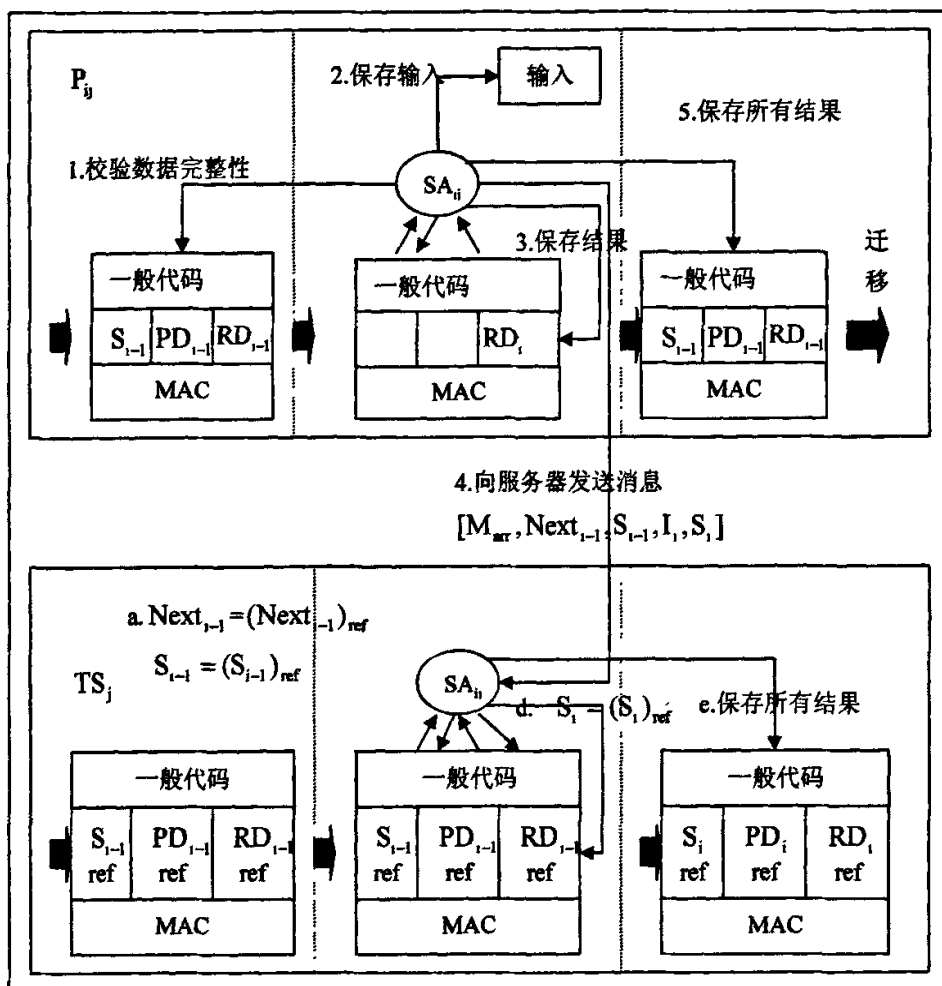 P_ij
2.保存输入
输入
5.保存所有结果
1.校验数据完整性
SA_ij
3.保存结果
迁移
一般代码
S_i-1 PD_i-1 RD_i-1
MAC
一般代码
RD_i
MAC
一般代码
S_i-1 PD_i-1 RD_i-1
MAC
4.向服务器发送消息
[M_arr,Next_i-1,S_i-1,I_i,S_i]
a.Next_i-1=(Next_i-1)_ref
S_i-1=(S_i-1)_ref
TS_j
SA_ij
d. S_i=(S_i)_ref
e.保存所有结果
一般代码
S_i-1 PD_i-1 RD_i-1
ref ref ref
MAC
一般代码
S_i-1 PD_i-1 RD_i-1
ref ref ref
MAC
一般代码
S_i PD_i RD_i
ref ref ref
MAC